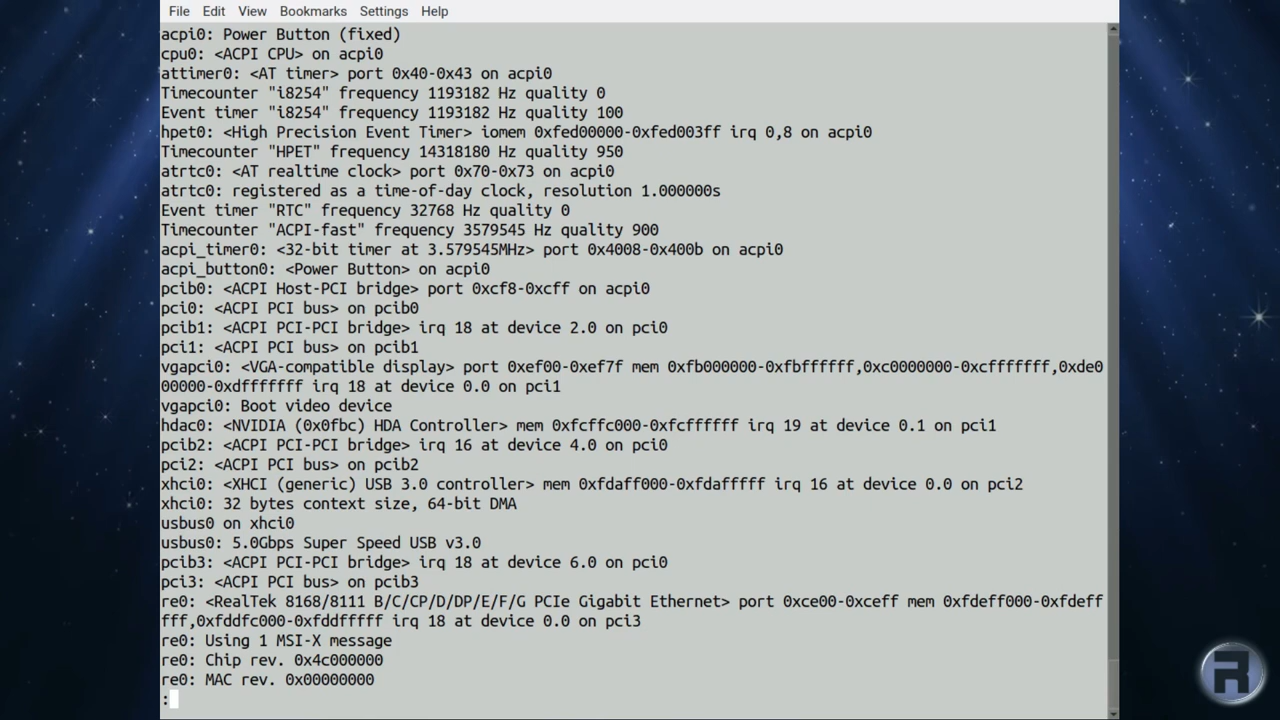 File Edit View Bookmarks Settings Help
acpi0: Power Button (fixed)
cpu0: <ACPI CPU> on acpi0
attimer0: <AT timer> port 0x40-0x43 on acpi0
Timecounter "i8254" frequency 1193182 Hz quality 0
Event timer "i8254" frequency 1193182 Hz quality 100
hpet0: <High Precision Event Timer> iomem 0xfed00000-0xfed003ff irq 0,8 on acpi0
Timecounter "HPET" frequency 14318180 Hz quality 950
atrtc0: <AT realtime clock> port 0x70-0x73 on acpi0
atrtc0: registered as a time-of-day clock, resolution 1.000000s
Event timer "RTC" frequency 32768 Hz quality 0
Timecounter "ACPI-fast" frequency 3579545 Hz quality 900
acpi_timer0: <32-bit timer at 3.579545MHz> port 0x4008-0x400b on acpi0
acpi_button0: <Power Button> on acpi0
pcib0: <ACPI Host-PCI bridge> port 0xcf8-0xcff on acpi0
pci0: <ACPI PCI bus> on pcib0
pcib1: <ACPI PCI-PCI bridge> irq 18 at device 2.0 on pci0
pci1: <ACPI PCI bus> on pcib1
vgapci0: <VGA-compatible display> port 0xef00-0xef7f mem 0xfb000000-0xfbffffff,0xc0000000-0xcfffffff,0xde0
00000-0xdfffffff irq 18 at device 0.0 on pci1
vgapci0: Boot video device
hdac0: <NVIDIA (0x0fbc) HDA Controller> mem 0xfcffc000-0xfcffffff irq 19 at device 0.1 on pci1
pcib2: <ACPI PCI-PCI bridge> irq 16 at device 4.0 on pci0
pci2: <ACPI PCI bus> on pcib2
xhci0: <XHCI (generic) USB 3.0 controller> mem 0xfdaff000-0xfdafffff irq 16 at device 0.0 on pci2
xhci0: 32 bytes context size, 64-bit DMA
usbus0 on xhci0
usbus0: 5.0Gbps Super Speed USB v3.0
pcib3: <ACPI PCI-PCI bridge> irq 18 at device 6.0 on pci0
pci3: <ACPI PCI bus> on pcib3
re0: <RealTek 8168/8111 B/C/CP/D/DP/E/F/G PCIe Gigabit Ethernet> port 0xce00-0xceff mem 0xfdeff000-0xfdeff
fff,0xfddfc000-0xfddfffff irq 18 at device 0.0 on pci3
re0: Using 1 MSI-X message
re0: Chip rev. 0x4c000000
re0: MAC rev. 0x00000000
:
R